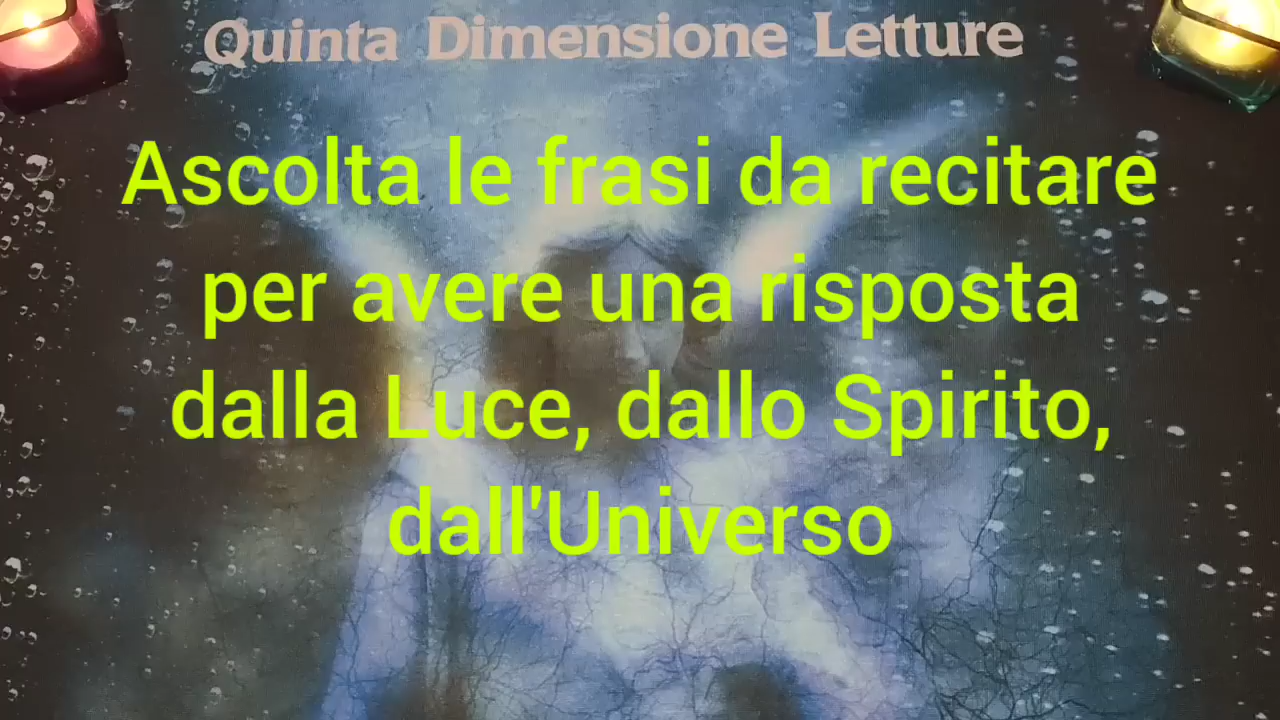 Quinta Dimensione Letture
Ascolta le frasi da recitare
per avere una risposta
dalla Luce, dallo Spirito,
dall'Universo